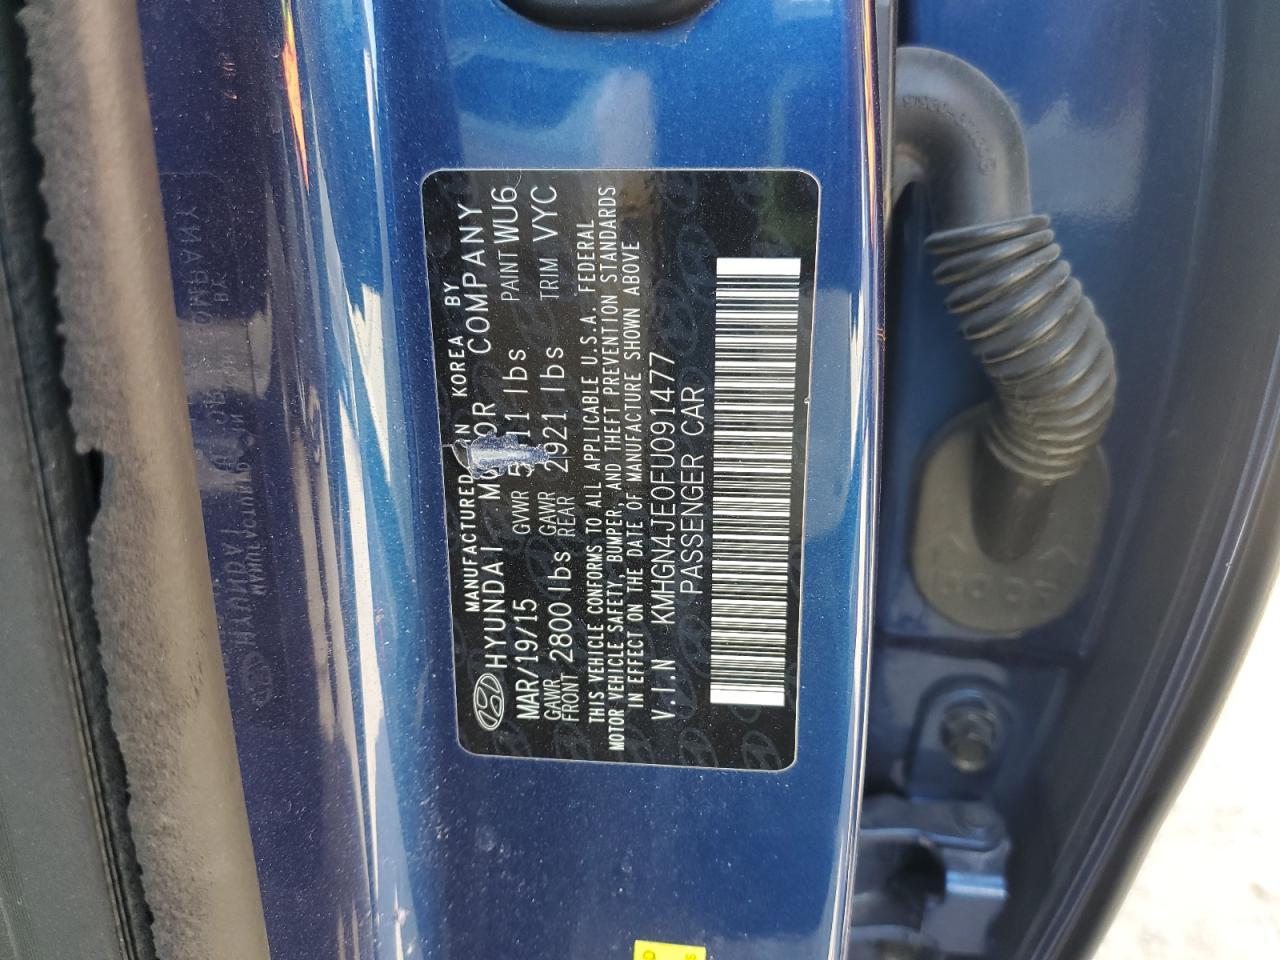 MANUFACTURED IN KOREA BY
HYUNDAI MOTOR COMPANY
MAR/19/15 GVWR 5111 lbs PAINT WU6
GAWR FRONT 2800 lbs GAWR REAR 2921 lbs TRIM VYC
THIS VEHICLE CONFORMS TO ALL APPLICABLE U.S.A. FEDERAL
MOTOR VEHICLE SAFETY, BUMPER, AND THEFT PREVENTION STANDARDS
IN EFFECT ON THE DATE OF MANUFACTURE SHOWN ABOVE
V.I.N KMHGN4JE0FU091477
PASSENGER CAR